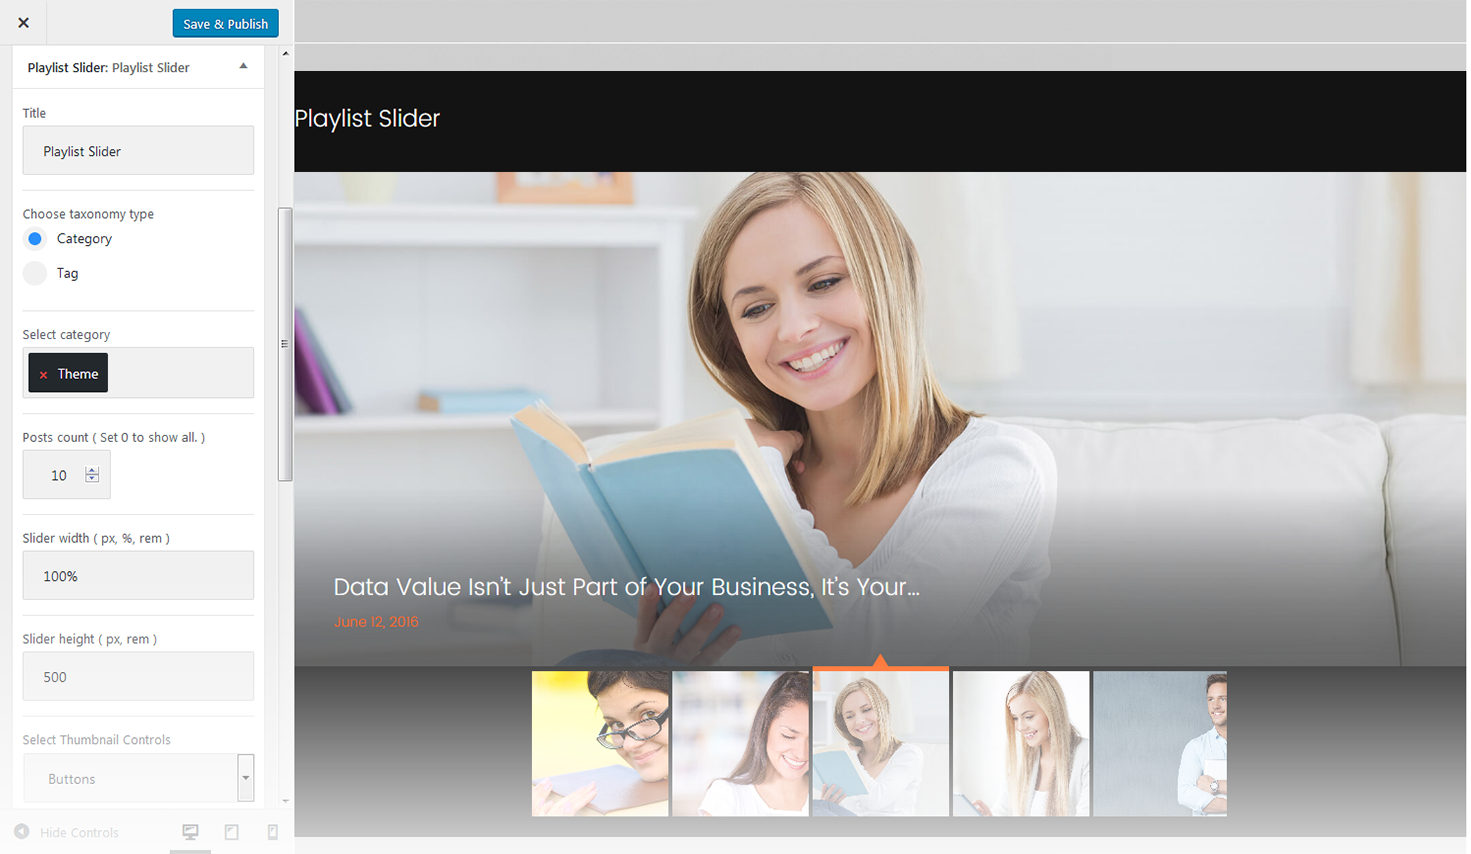 Save & Publish
Playlist Slider: Playlist Slider
Title
Playlist Slider
Choose taxonomy type
Category
Tag
Select category
× Theme
Posts count ( Set 0 to show all. )
10
Slider width ( px, %, rem )
100%
Slider height ( px, rem )
500
Select Thumbnail Controls
Buttons
Hide Controls
Playlist Slider
Data Value Isn’t Just Part of Your Business, It’s Your...
June 12, 2016